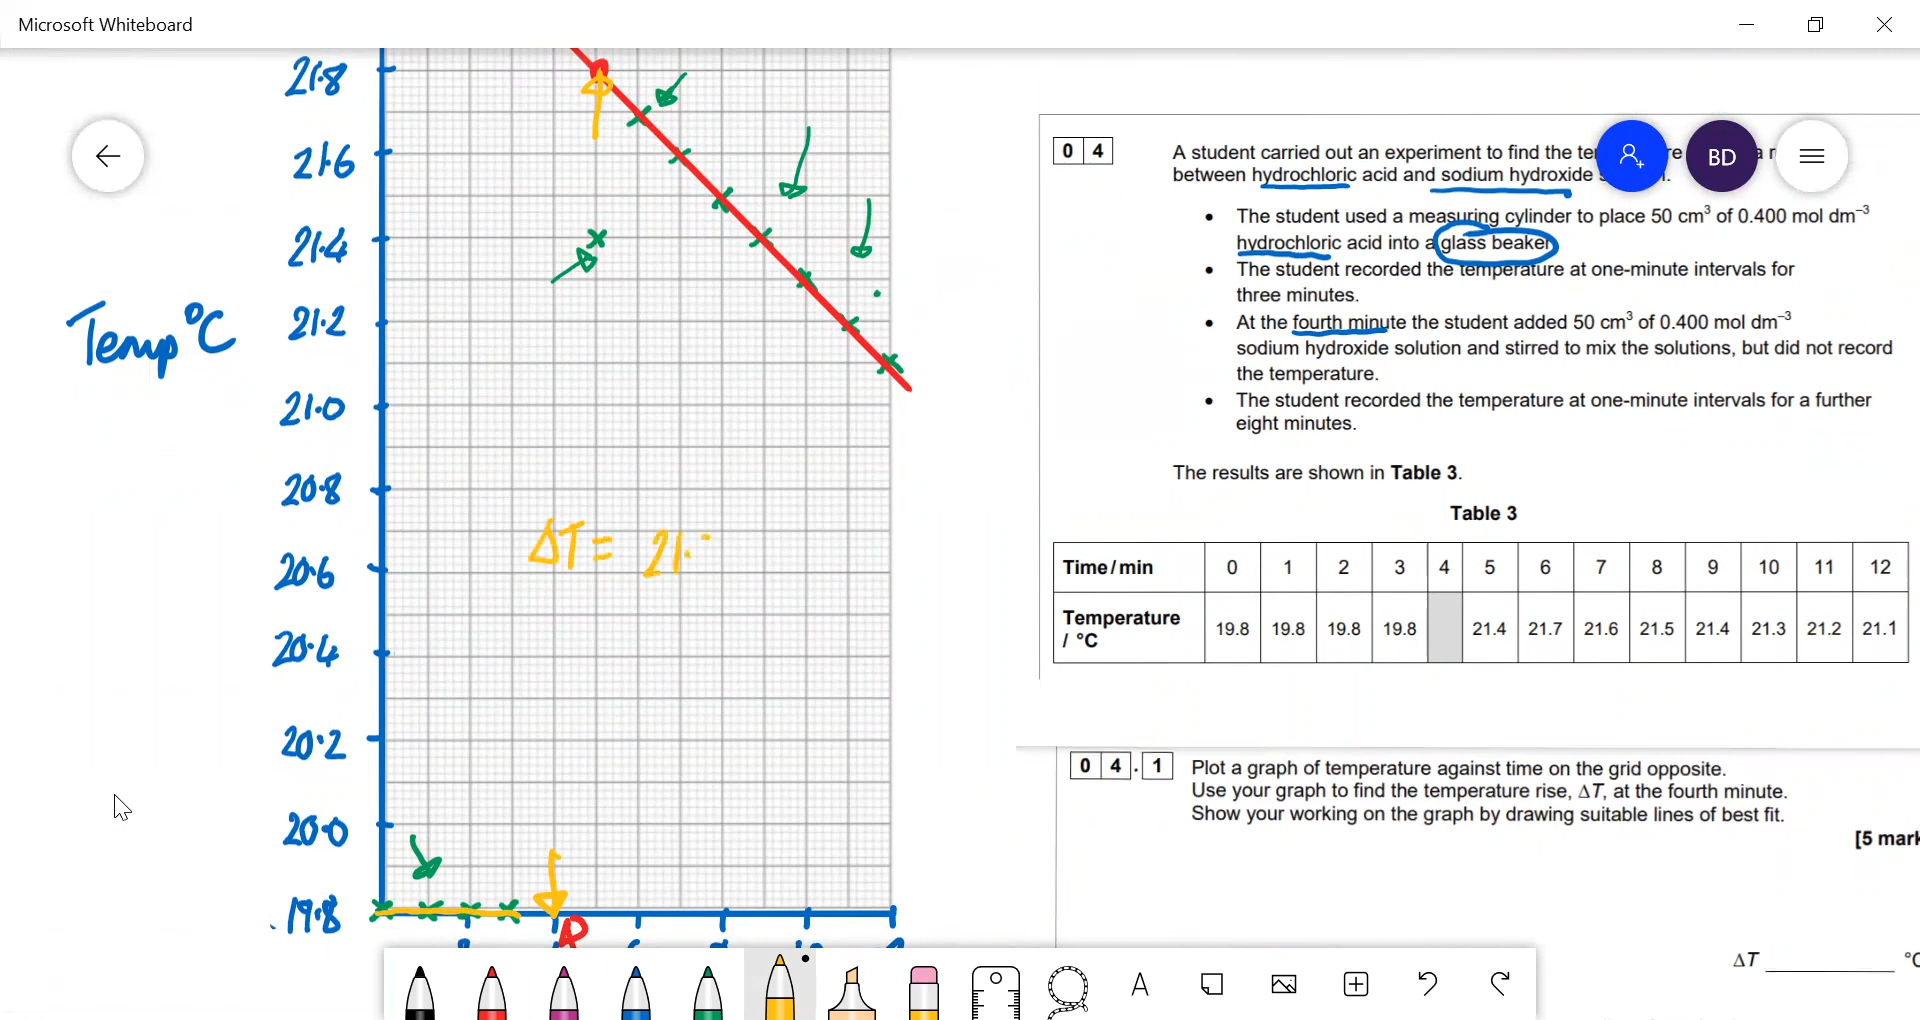 Microsoft Whiteboard
21.8
21.6
21.4
21.2
21.0
20.8
20.6
20.4
20.2
20.0
19.8
Temp °C
ΔT = 21.
BD
0 4
A student carried out an experiment to find the
between hydrochloric acid and sodium hydroxide
• The student used a measuring cylinder to place 50 cm³ of 0.400 mol dm⁻³
hydrochloric acid into a glass beaker
• The student recorded the temperature at one-minute intervals for
three minutes.
• At the fourth minute the student added 50 cm³ of 0.400 mol dm⁻³
sodium hydroxide solution and stirred to mix the solutions, but did not record
the temperature.
• The student recorded the temperature at one-minute intervals for a further
eight minutes.
The results are shown in Table 3.
Table 3
Time / min 0 1 2 3 4 5 6 7 8 9 10 11 12
Temperature
/ °C 19.8 19.8 19.8 19.8 21.4 21.7 21.6 21.5 21.4 21.3 21.2 21.1
0 4 . 1 Plot a graph of temperature against time on the grid opposite.
Use your graph to find the temperature rise, ΔT, at the fourth minute.
Show your working on the graph by drawing suitable lines of best fit.
[5 mark
ΔT °C
A